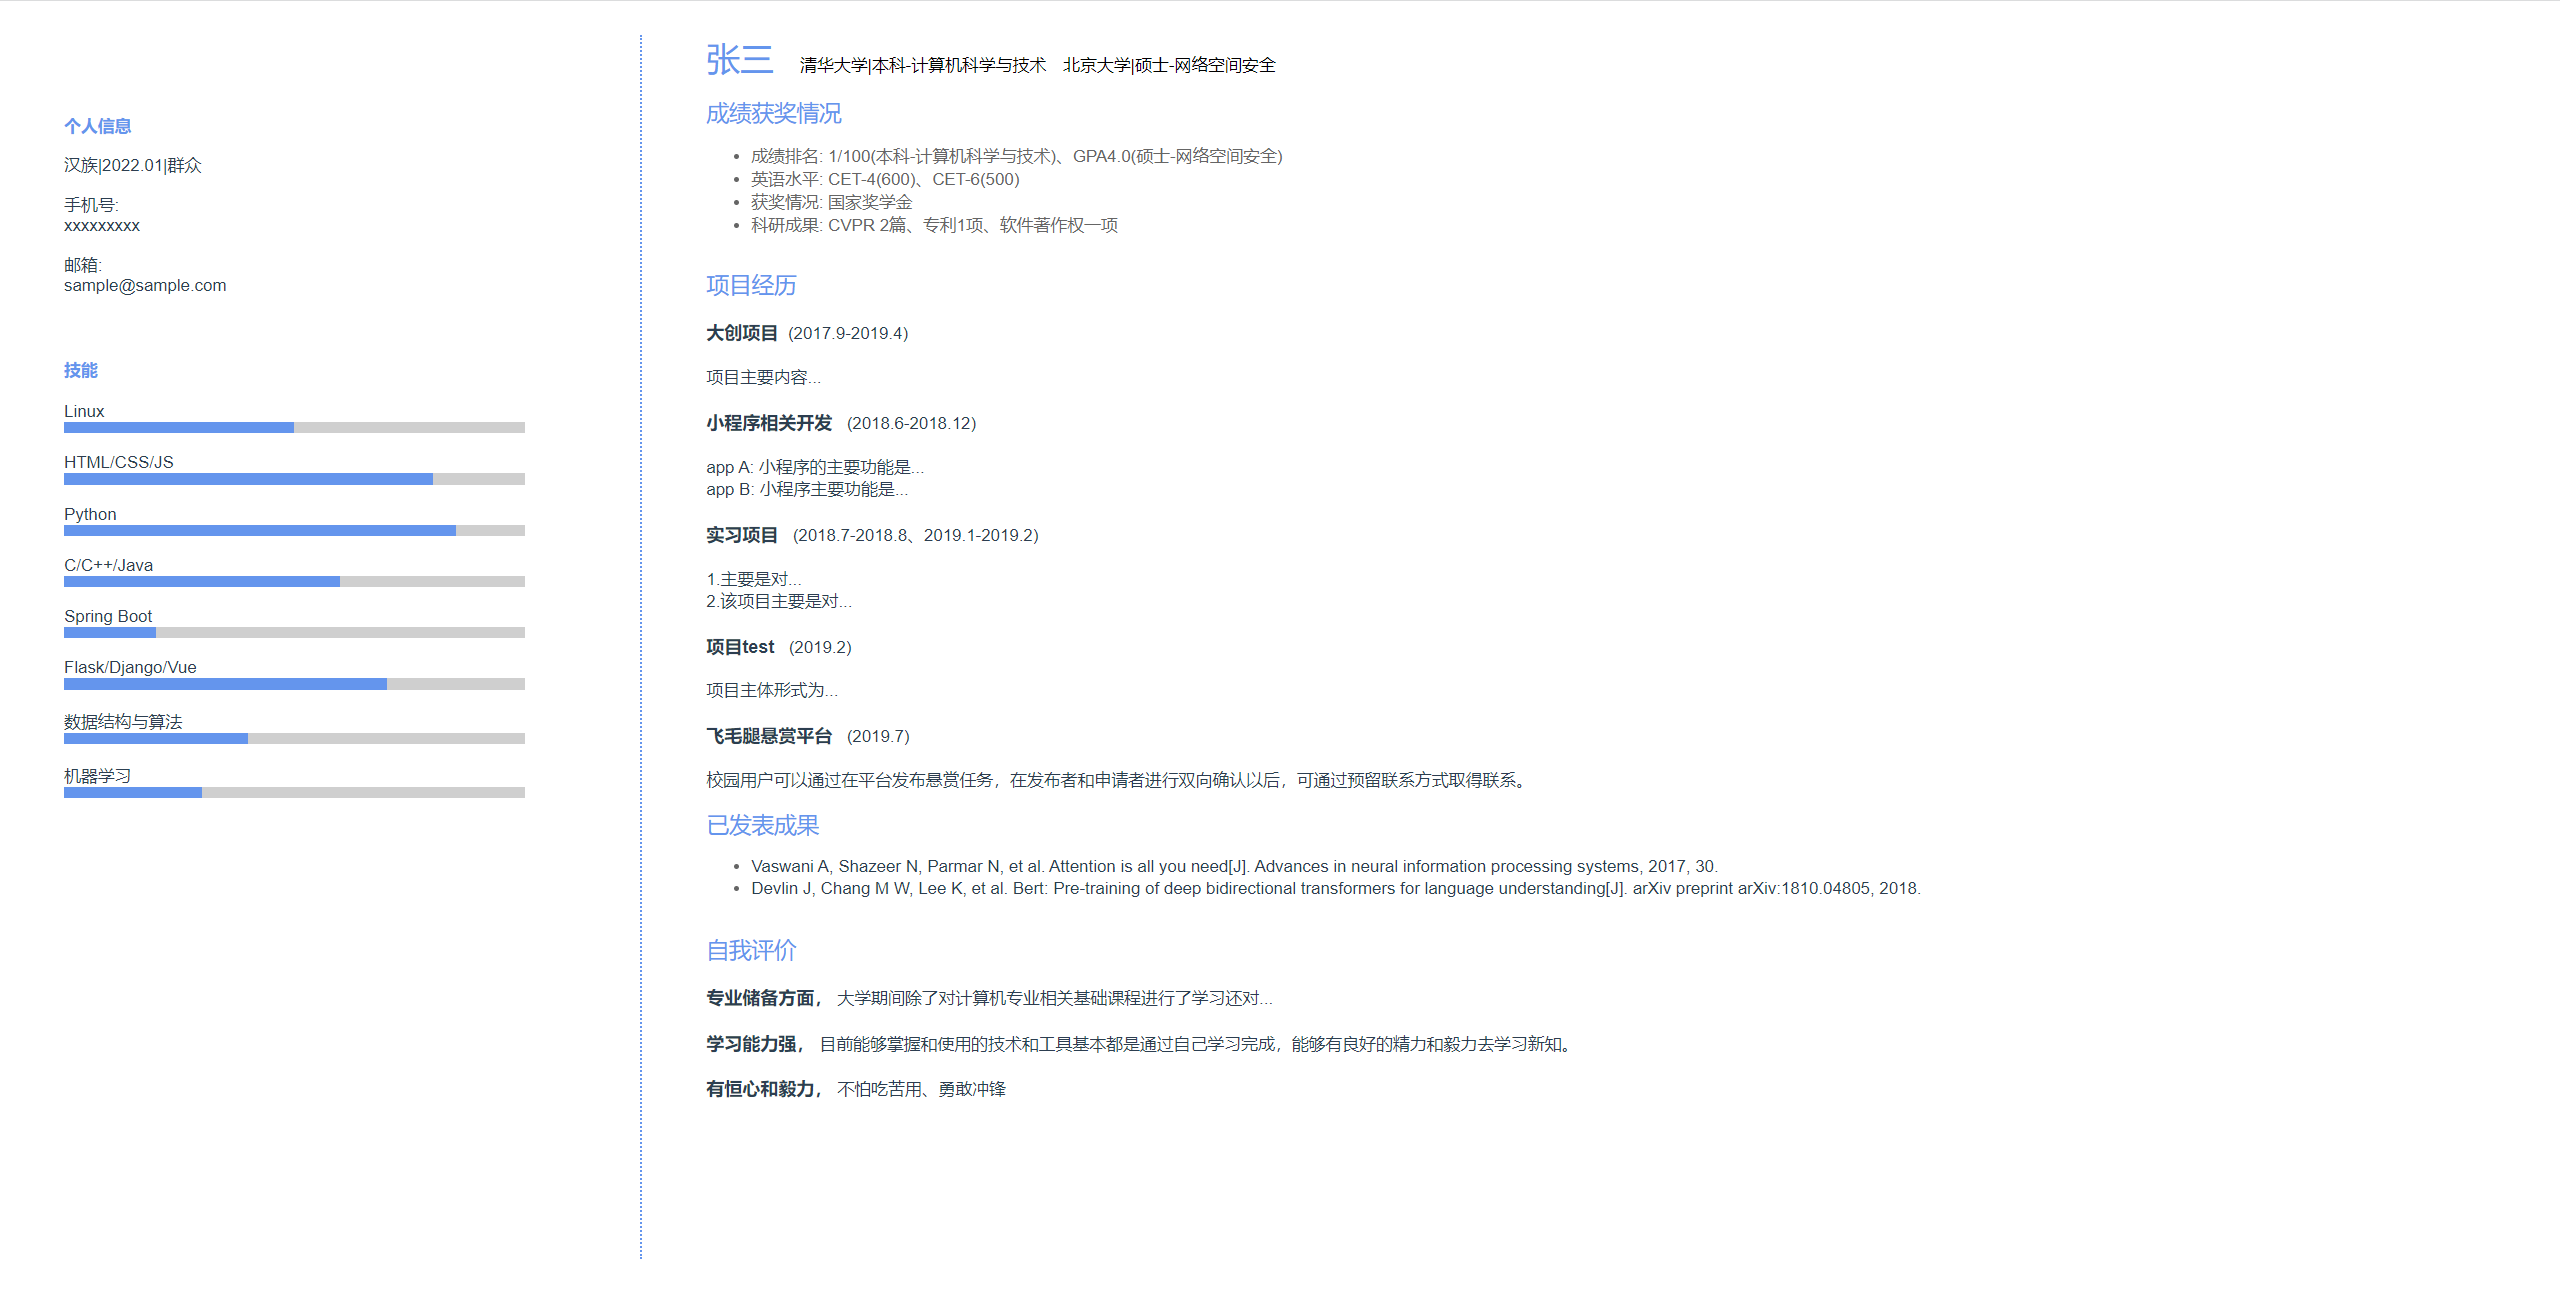 个人信息
汉族|2022.01|群众
手机号:
xxxxxxxxx
邮箱:
sample@sample.com
技能
Linux
HTML/CSS/JS
Python
C/C++/Java
Spring Boot
Flask/Django/Vue
数据结构与算法
机器学习
张三 清华大学|本科-计算机科学与技术 北京大学|硕士-网络空间安全
成绩获奖情况
• 成绩排名: 1/100(本科-计算机科学与技术)、GPA4.0(硕士-网络空间安全)
• 英语水平: CET-4(600)、CET-6(500)
• 获奖情况: 国家奖学金
• 科研成果: CVPR 2篇、专利1项、软件著作权一项
项目经历
大创项目 (2017.9-2019.4)
项目主要内容...
小程序相关开发 (2018.6-2018.12)
app A: 小程序的主要功能是...
app B: 小程序主要功能是...
实习项目 (2018.7-2018.8、2019.1-2019.2)
1.主要是对...
2.该项目主要是对...
项目test (2019.2)
项目主体形式为...
飞毛腿悬赏平台 (2019.7)
校园用户可以通过在平台发布悬赏任务，在发布者和申请者进行双向确认以后，可通过预留联系方式取得联系。
已发表成果
• Vaswani A, Shazeer N, Parmar N, et al. Attention is all you need[J]. Advances in neural information processing systems, 2017, 30.
• Devlin J, Chang M W, Lee K, et al. Bert: Pre-training of deep bidirectional transformers for language understanding[J]. arXiv preprint arXiv:1810.04805, 2018.
自我评价
专业储备方面， 大学期间除了对计算机专业相关基础课程进行了学习还对...
学习能力强， 目前能够掌握和使用的技术和工具基本都是通过自己学习完成，能够有良好的精力和毅力去学习新知。
有恒心和毅力， 不怕吃苦用、勇敢冲锋